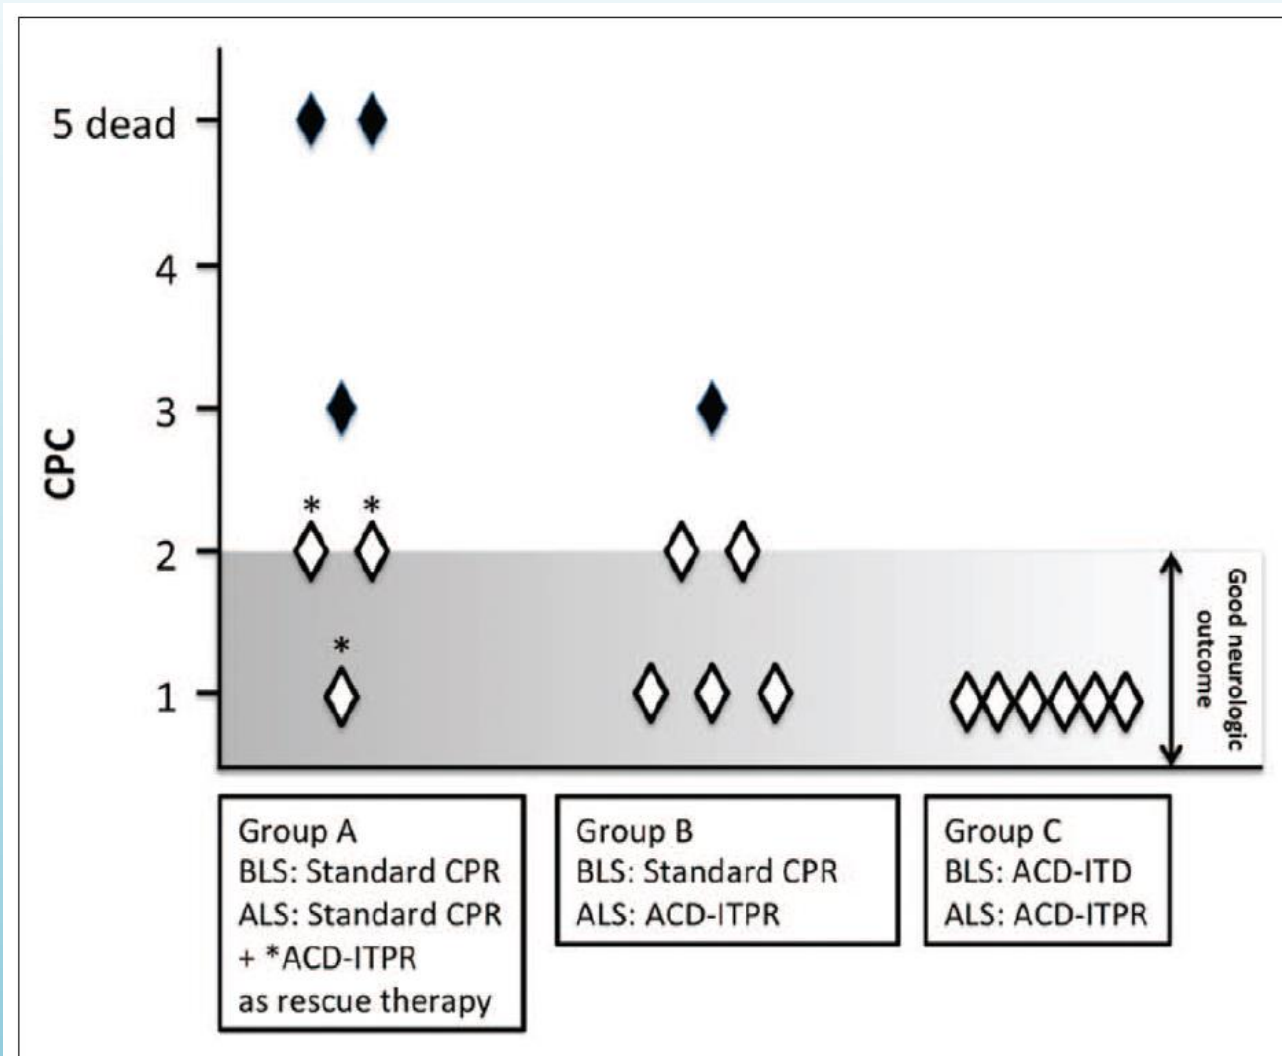 5 dead
4
3
2
1
CPC
* *
*
Good neurologic
outcome
Group A
BLS: Standard CPR
ALS: Standard CPR
+ *ACD-ITPR
as rescue therapy
Group B
BLS: Standard CPR
ALS: ACD-ITPR
Group C
BLS: ACD-ITD
ALS: ACD-ITPR